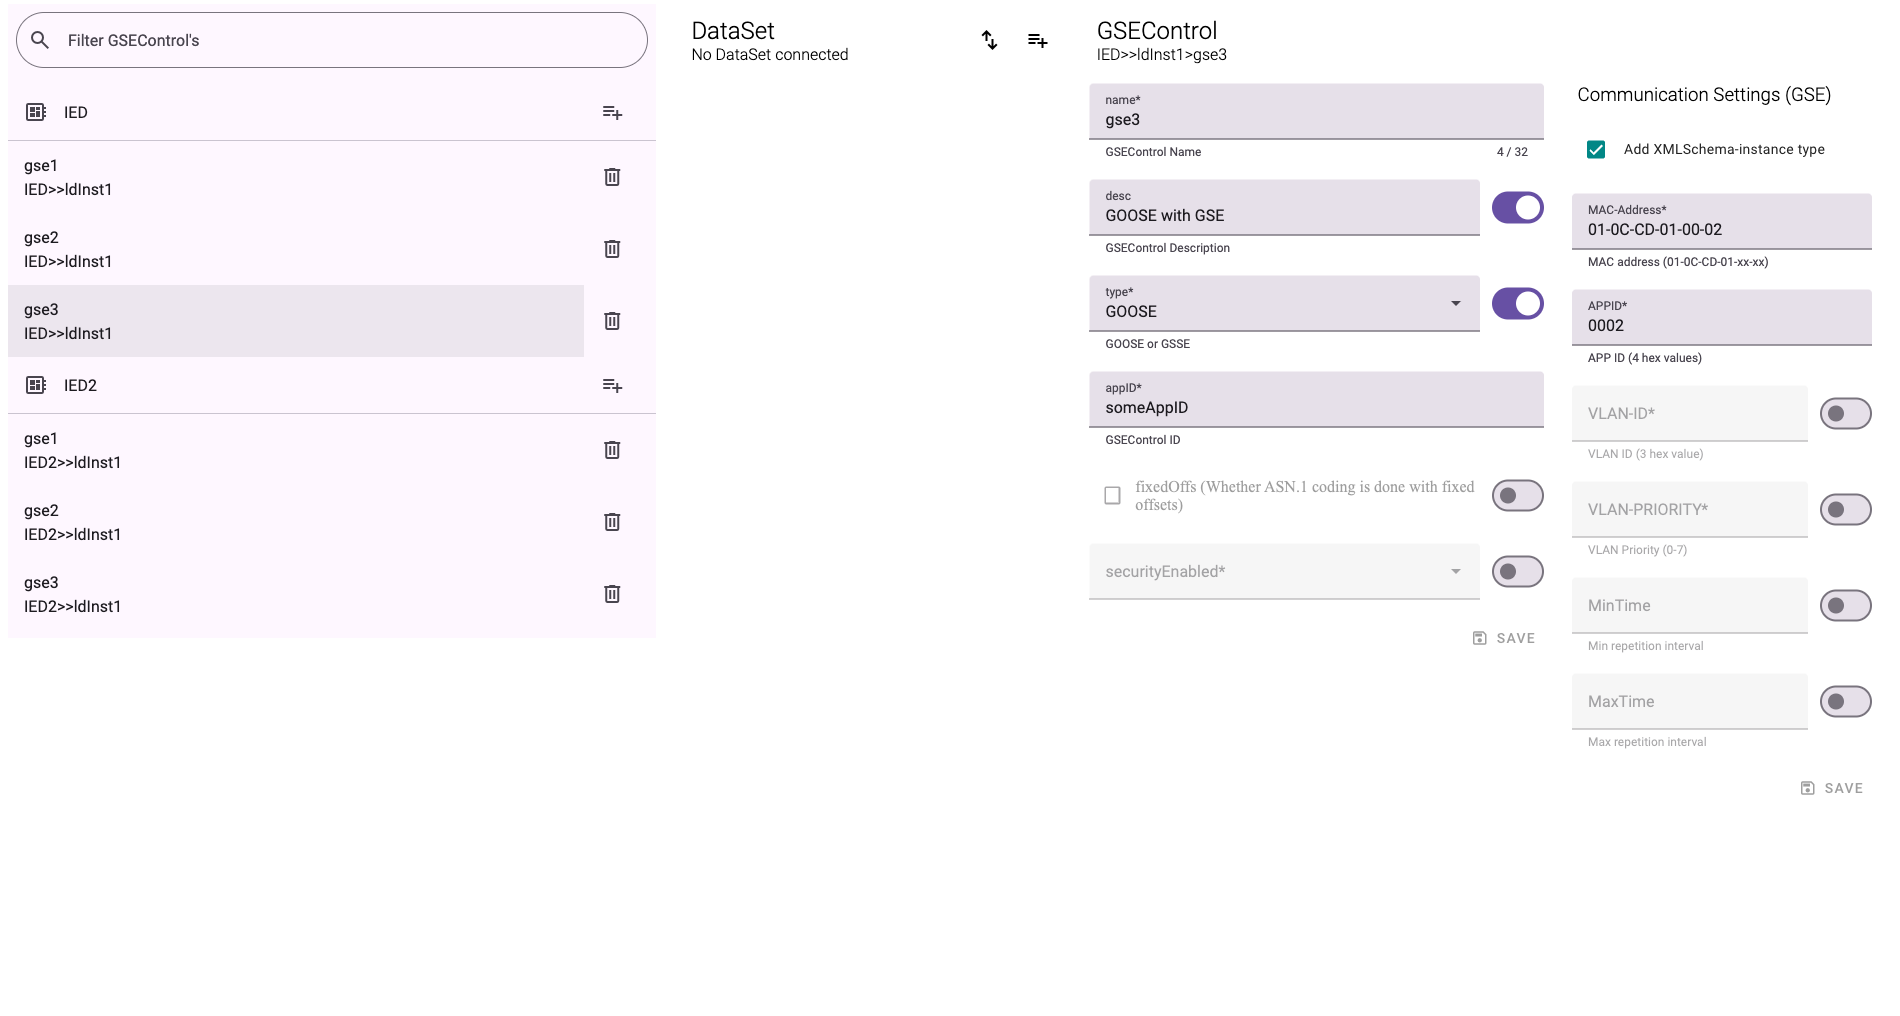 Filter GSEControl's
IED
gse1
IED>>ldInst1
gse2
IED>>ldInst1
gse3
IED>>ldInst1
IED2
gse1
IED2>>ldInst1
gse2
IED2>>ldInst1
gse3
IED2>>ldInst1
DataSet
No DataSet connected
GSEControl
IED>>ldInst1>gse3
name*
gse3
GSEControl Name
4 / 32
desc
GOOSE with GSE
GSEControl Description
type*
GOOSE
GOOSE or GSSE
appID*
someAppID
GSEControl ID
fixedOffs (Whether ASN.1 coding is done with fixed
offsets)
securityEnabled*
SAVE
Communication Settings (GSE)
Add XMLSchema-instance type
MAC-Address*
01-0C-CD-01-00-02
MAC address (01-0C-CD-01-xx-xx)
APPID*
0002
APP ID (4 hex values)
VLAN-ID*
VLAN ID (3 hex value)
VLAN-PRIORITY*
VLAN Priority (0-7)
MinTime
Min repetition interval
MaxTime
Max repetition interval
SAVE